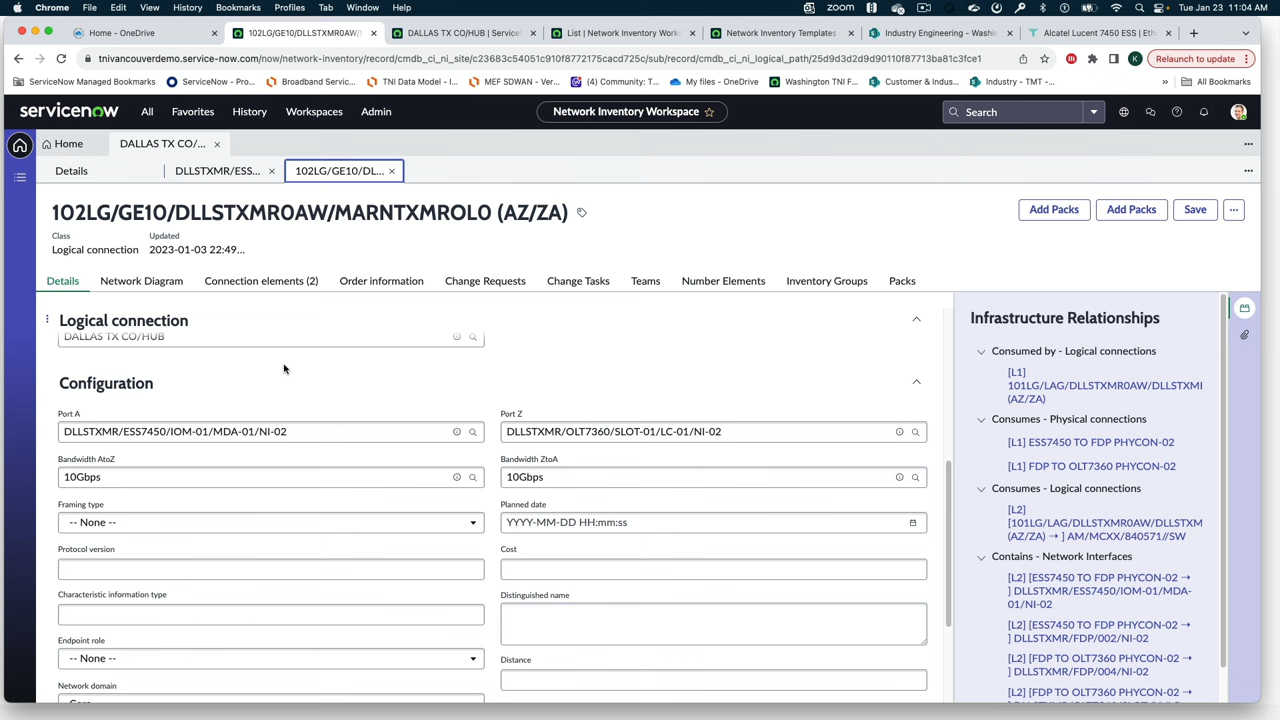 Chrome File Edit View History Bookmarks Profiles Tab Window Help zoom Tue Jan 23 11:04 AM
Home - OneDrive × 102LG/GE10/DLLSTXMR0AW/ × DALLAS TX CO/HUB | Service × List | Network Inventory Work × Network Inventory Templates × Industry Engineering - Washin × Alcatel Lucent 7450 ESS | Eth × +
tnivancouverdemo.service-now.com/now/network-inventory/record/cmdb_ci_ni_site/c23683c54051c910f8772175cacd725c/sub/record/cmdb_ci_ni_logical_path/25d9d3d2d9d90110f87713ba81c3fce1 K Relaunch to update
ServiceNow Managed Bookmarks ServiceNow - Pro... Broadband Servic... TNI Data Model - I... MEF SDWAN - Ver... (4) Community: T... My files - OneDrive Washington TNI F... Customer & Indus... Industry - TMT -... » All Bookmarks
servicenow All Favorites History Workspaces Admin Network Inventory Workspace Search
Home DALLAS TX CO/... ×
Details DLLSTXMR/ESS... × 102LG/GE10/DL... ×
102LG/GE10/DLLSTXMR0AW/MARNTXMROL0 (AZ/ZA)
Add Packs Add Packs Save
Class Updated
Logical connection 2023-01-03 22:49...
Details Network Diagram Connection elements (2) Order information Change Requests Change Tasks Teams Number Elements Inventory Groups Packs
Logical connection
DALLAS TX CO/HUB
Configuration
Port A Port Z
DLLSTXMR/ESS7450/IOM-01/MDA-01/NI-02 DLLSTXMR/OLT7360/SLOT-01/LC-01/NI-02
Bandwidth AtoZ Bandwidth ZtoA
10Gbps 10Gbps
Framing type Planned date
-- None -- YYYY-MM-DD HH:mm:ss
Protocol version Cost
Characteristic information type Distinguished name
Endpoint role
-- None --
Distance
Network domain
Core
Infrastructure Relationships
Consumed by - Logical connections
[L1]
101LG/LAG/DLLSTXMR0AW/DLLSTXMI
(AZ/ZA)
Consumes - Physical connections
[L1] ESS7450 TO FDP PHYCON-02
[L1] FDP TO OLT7360 PHYCON-02
Consumes - Logical connections
[L2]
[101LG/LAG/DLLSTXMR0AW/DLLSTXM
(AZ/ZA) → ] AM/MCXX/840571//SW
Contains - Network Interfaces
[L2] [ESS7450 TO FDP PHYCON-02 →
] DLLSTXMR/ESS7450/IOM-01/MDA-
01/NI-02
[L2] [ESS7450 TO FDP PHYCON-02 →
] DLLSTXMR/FDP/002/NI-02
[L2] [FDP TO OLT7360 PHYCON-02 →
] DLLSTXMR/FDP/004/NI-02
[L2] [FDP TO OLT7360 PHYCON-02 →